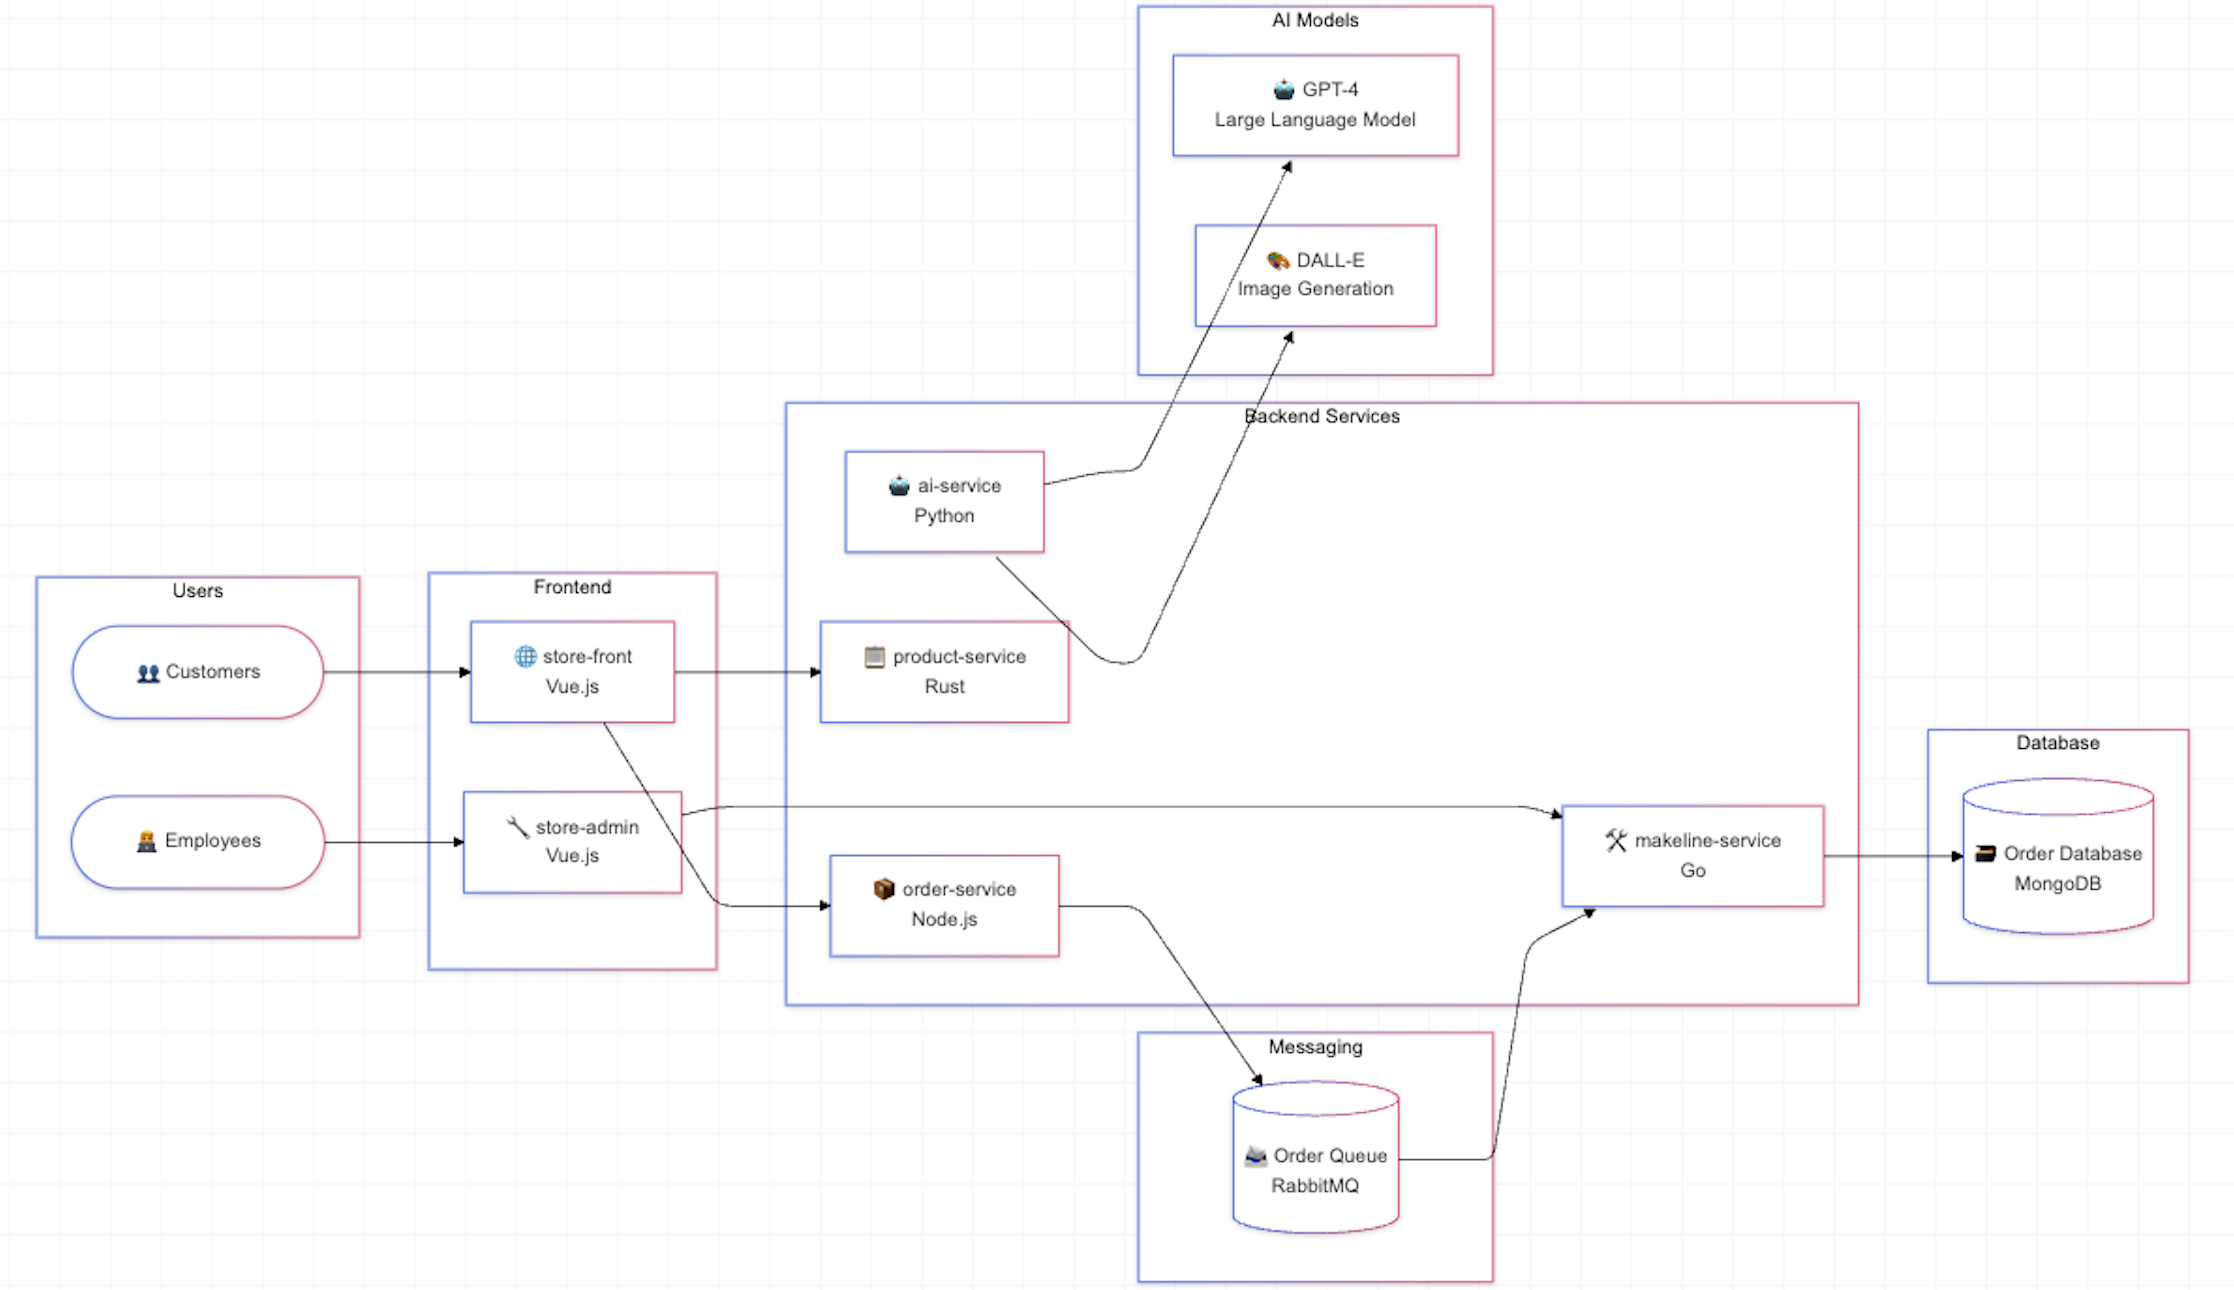 AI Models
GPT-4
Large Language Model
DALL-E
Image Generation
Backend Services
ai-service
Python
Users
Customers
Employees
Frontend
store-front
Vue.js
store-admin
Vue.js
product-service
Rust
order-service
Node.js
makeline-service
Go
Database
Order Database
MongoDB
Messaging
Order Queue
RabbitMQ